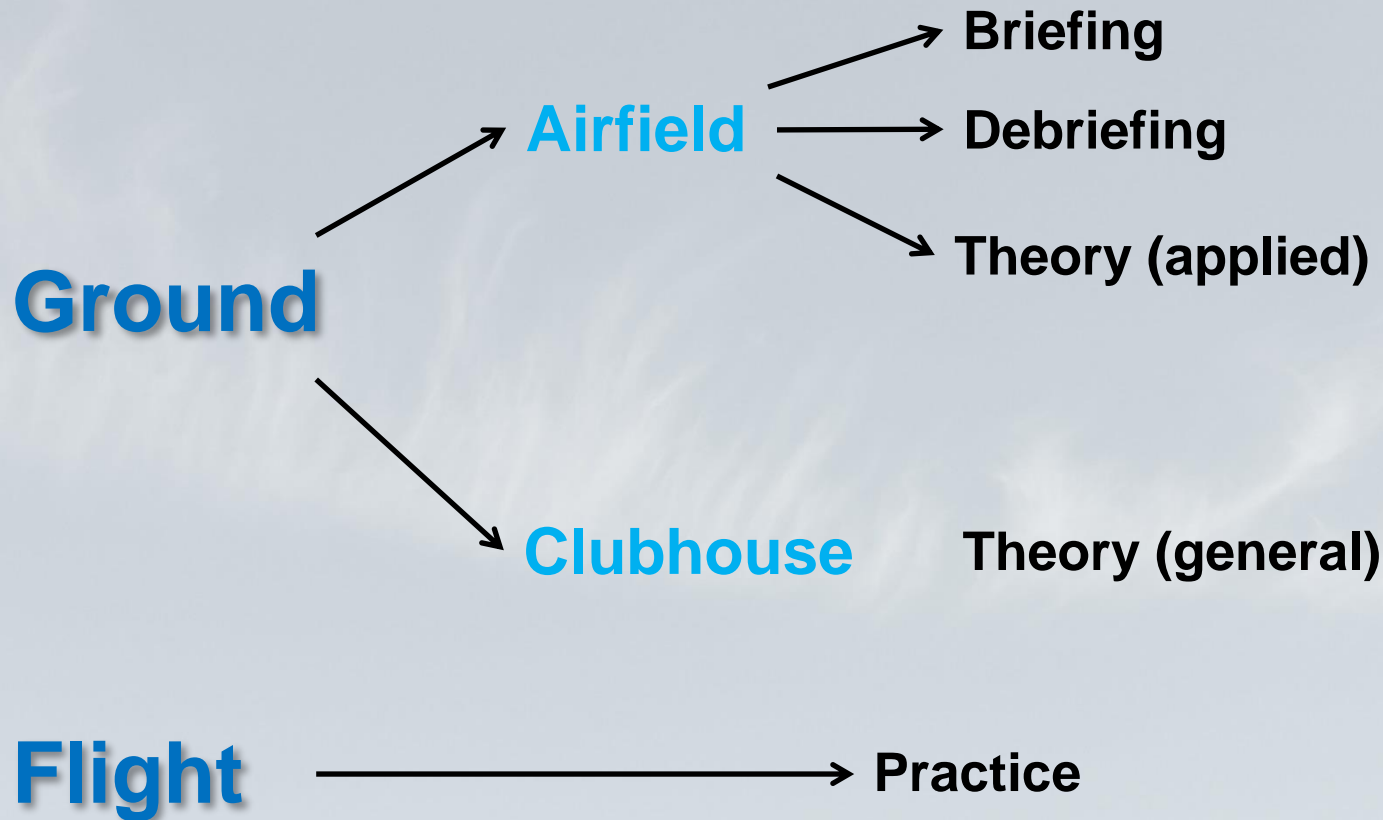 Briefing
Airfield
Debriefing
Theory (applied)
Ground
Clubhouse
Theory (general)
Flight
Practice